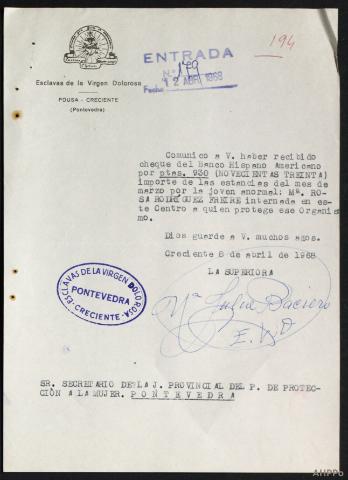 194
ENTRADA
Nº 179
Fecha 12 ABR. 1968
Esclavas de la Virgen Dolorosa
POUSA - CRECIENTE
(Pontevedra)
Comunico a V. haber recibido
cheque del Banco Hispano Americano
por ptas. 930 (NOVECIENTAS TREINTA)
importe de las estancias del mes de
marzo por la joven anormal: Mª. RO-
SA RODRIGUEZ FREIRE internada en es-
te Centro a quien protege ese Organis
mo.
Dios guarde a V. muchos años.
Creciente 8 de abril de 1968
LA SUPERIORA
ESCLAVAS DE LA VIRGEN DOLOROSA
PONTEVEDRA
CRECIENTE
Mª Luzia Baciero
E.V.D
SR. SECRETARIO DE LA J. PROVINCIAL DEL P. DE PROTEC-
CIÓN A LA MUJER. P O N T E V E D R A
AHPPo